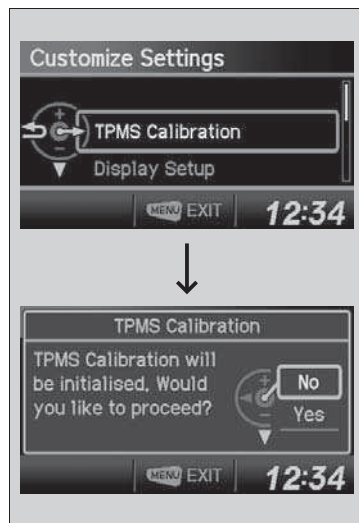 Customize Settings
TPMS Calibration
Display Setup
MENU EXIT 12:34
TPMS Calibration
TPMS Calibration will
be initialised. Would
you like to proceed?
No
Yes
MENU EXIT 12:34